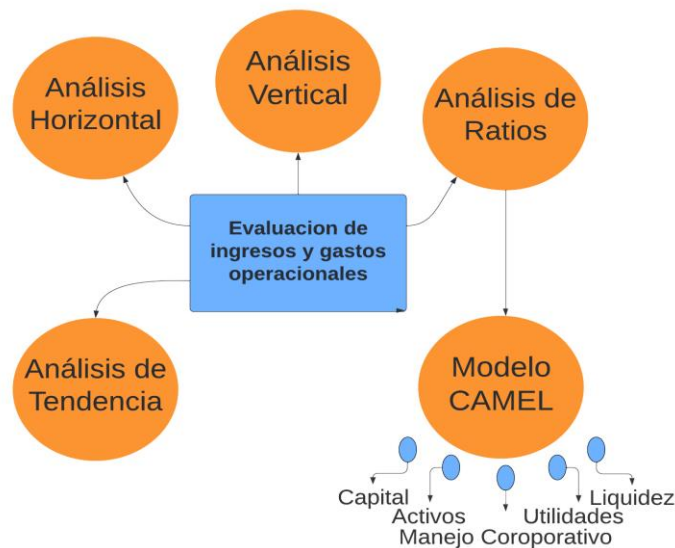 Análisis
Horizontal
Análisis
Vertical
Análisis de
Ratios
Evaluacion de
ingresos y gastos
operacionales
Análisis de
Tendencia
Modelo
CAMEL
Capital
Activos
Manejo Coroporativo
Utilidades
Liquidez